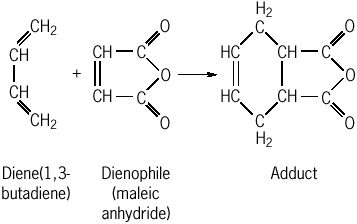 H₂
CH₂ O C O
CH CH C HC CH C
+ O O
CH CH C HC CH C
CH₂ O C O
H₂
Diene(1,3- Dienophile Adduct
butadiene) (maleic
anhydride)